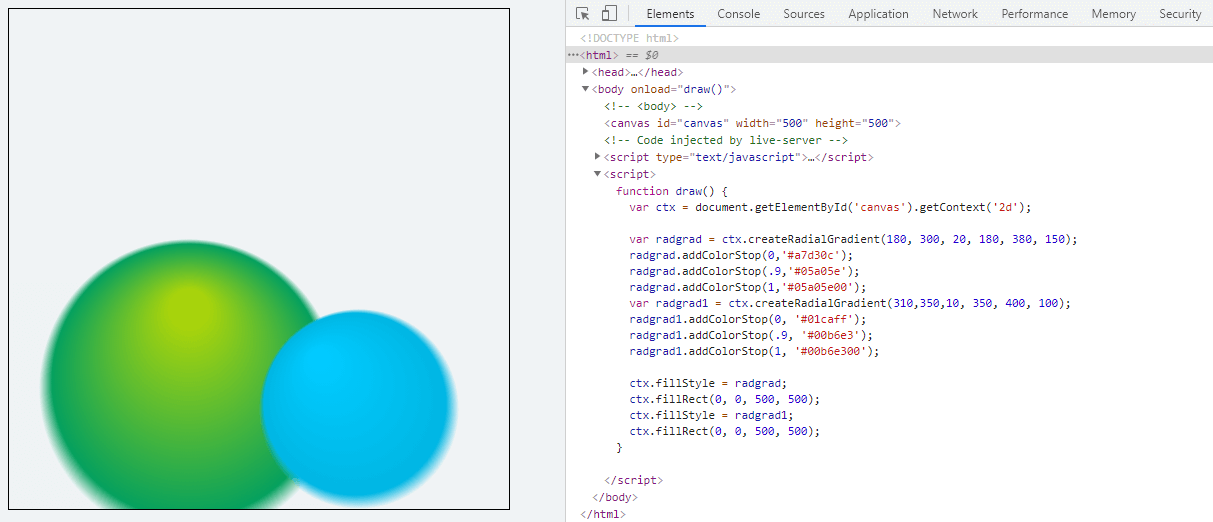 Elements Console Sources Application Network Performance Memory Security
<!DOCTYPE html>
<html> == $0
<head>…</head>
<body onload="draw()">
<!-- <body> -->
<canvas id="canvas" width="500" height="500">
<!-- Code injected by live-server -->
<script type="text/javascript">…</script>
<script>
function draw() {
var ctx = document.getElementById('canvas').getContext('2d');
var radgrad = ctx.createRadialGradient(180, 300, 20, 180, 380, 150);
radgrad.addColorStop(0,'#a7d30c');
radgrad.addColorStop(.9,'#05a05e');
radgrad.addColorStop(1,'#05a05e00');
var radgrad1 = ctx.createRadialGradient(310,350,10, 350, 400, 100);
radgrad1.addColorStop(0, '#01caff');
radgrad1.addColorStop(.9, '#00b6e3');
radgrad1.addColorStop(1, '#00b6e300');
ctx.fillStyle = radgrad;
ctx.fillRect(0, 0, 500, 500);
ctx.fillStyle = radgrad1;
ctx.fillRect(0, 0, 500, 500);
}
</script>
</body>
</html>